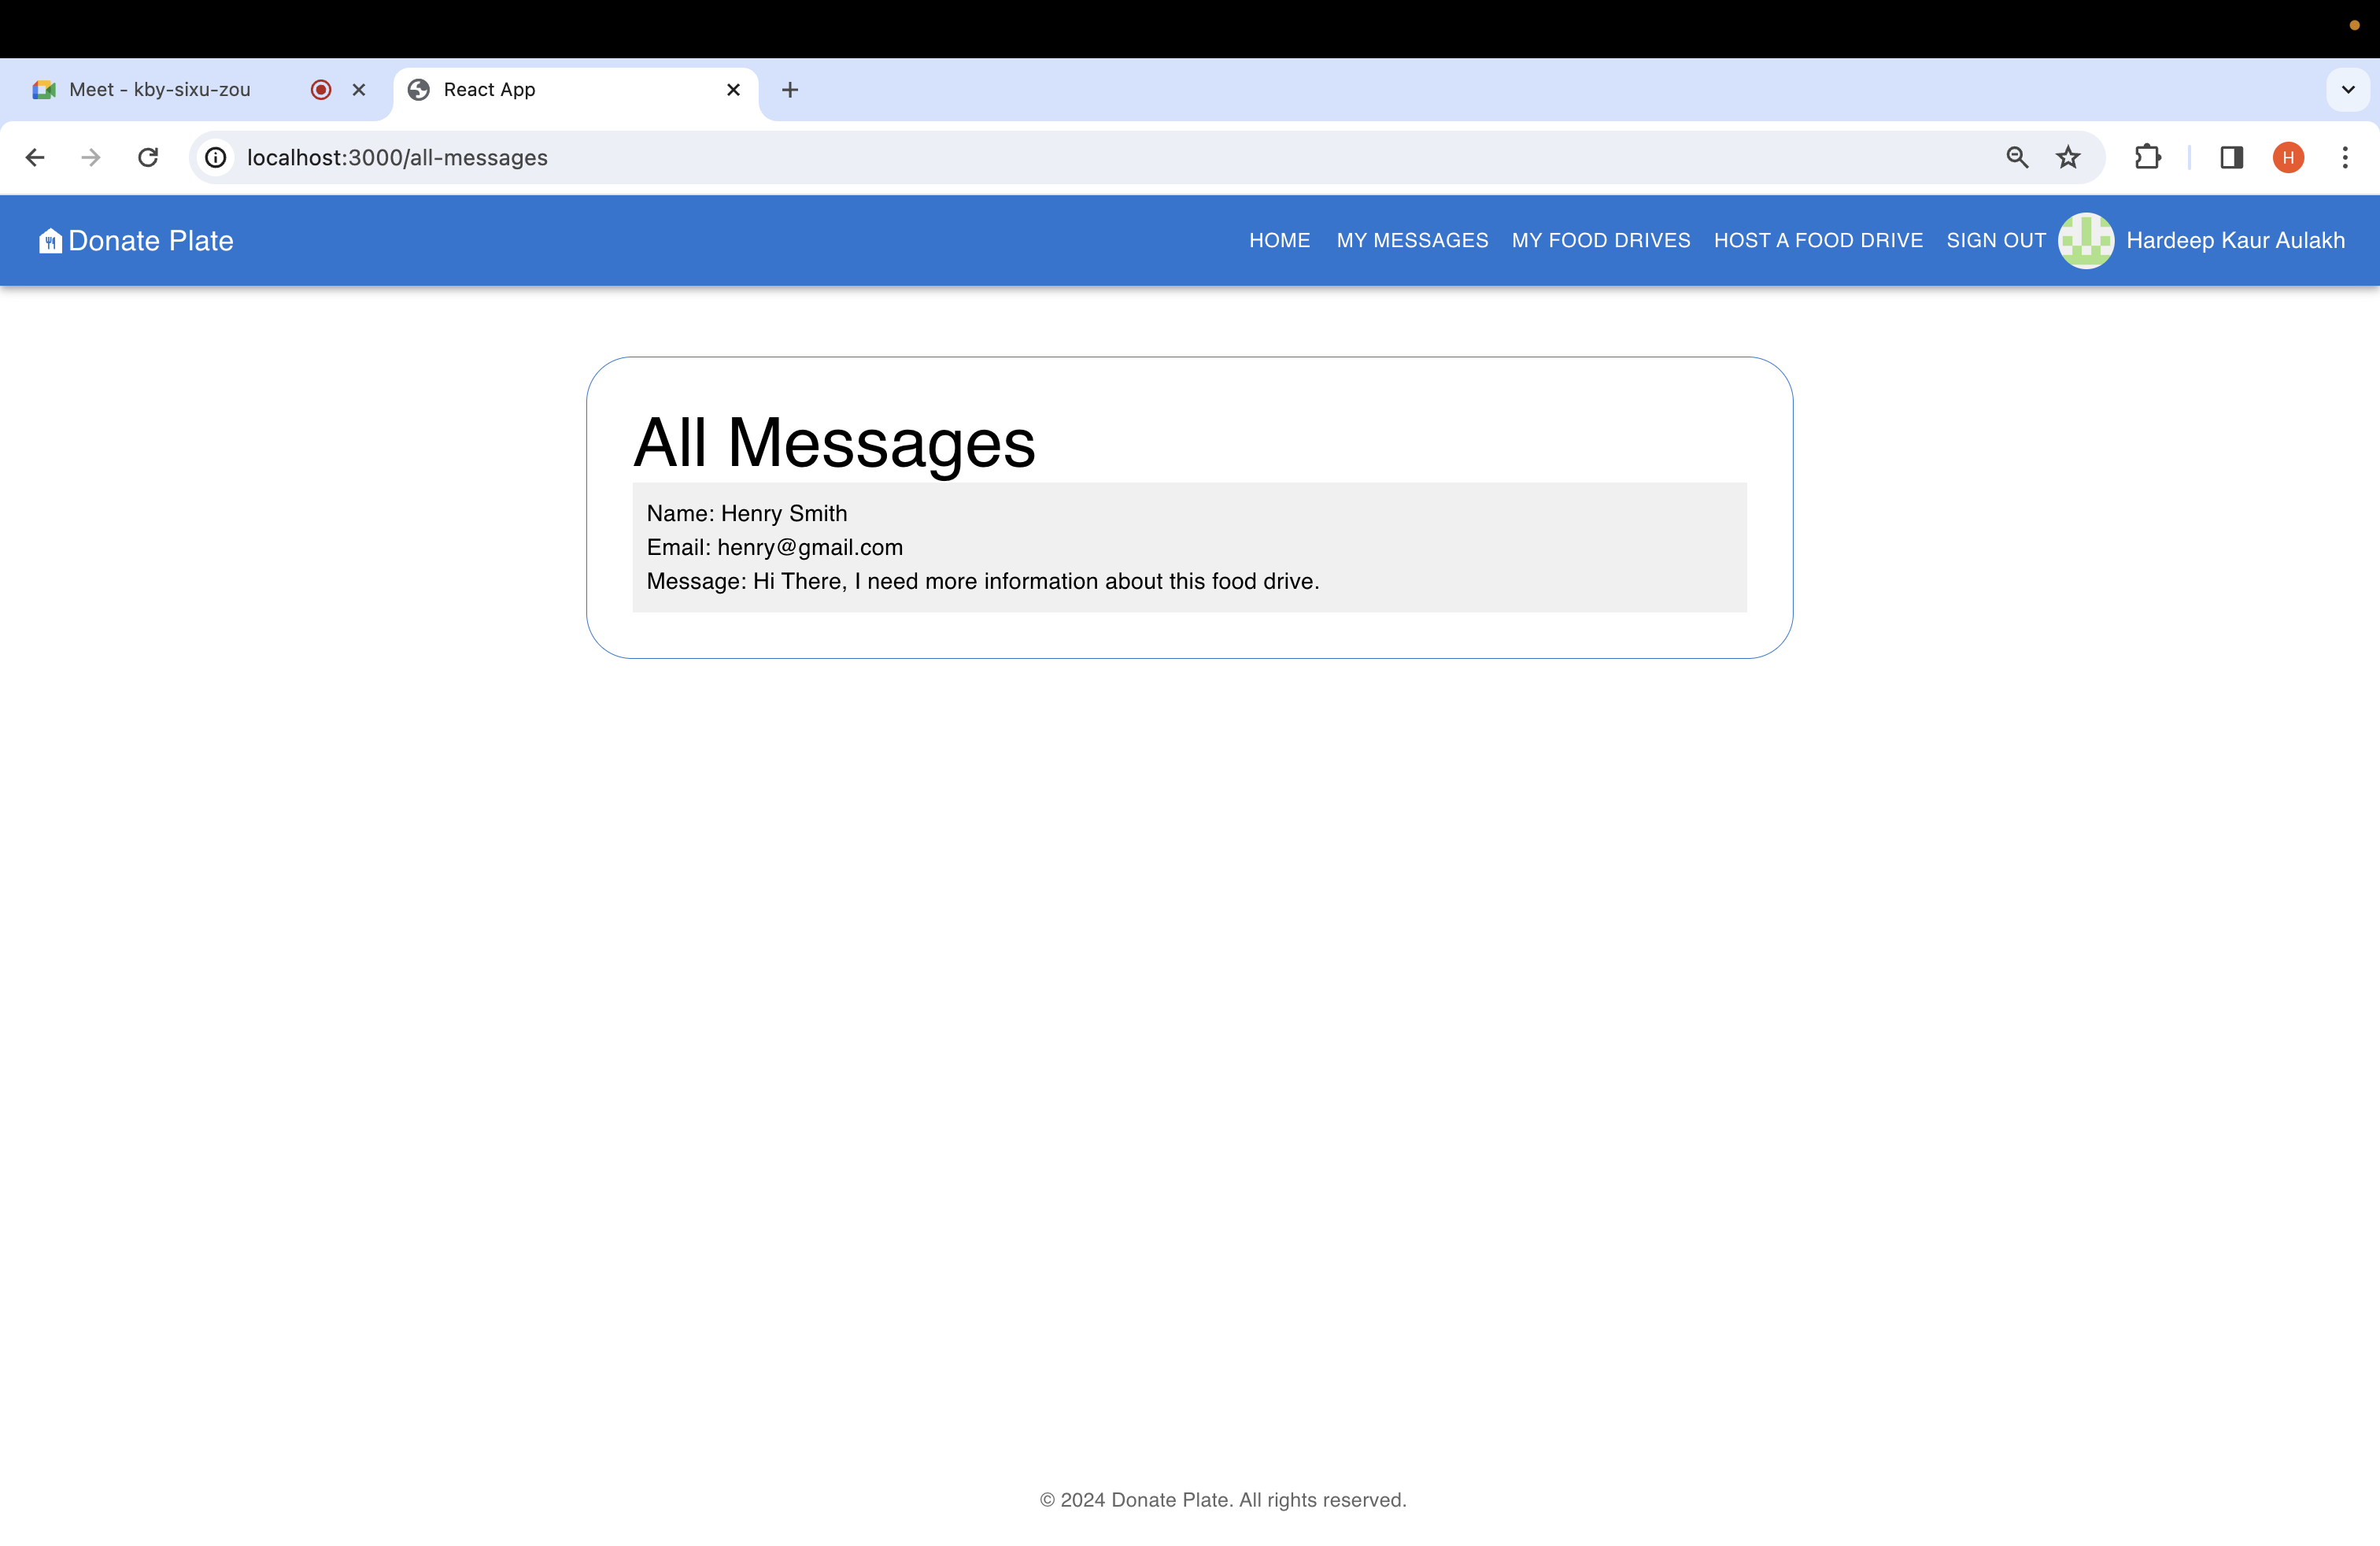 Meet - kby-sixu-zou
React App
localhost:3000/all-messages
H
Donate Plate
HOME MY MESSAGES MY FOOD DRIVES HOST A FOOD DRIVE SIGN OUT Hardeep Kaur Aulakh
All Messages
Name: Henry Smith
Email: henry@gmail.com
Message: Hi There, I need more information about this food drive.
© 2024 Donate Plate. All rights reserved.